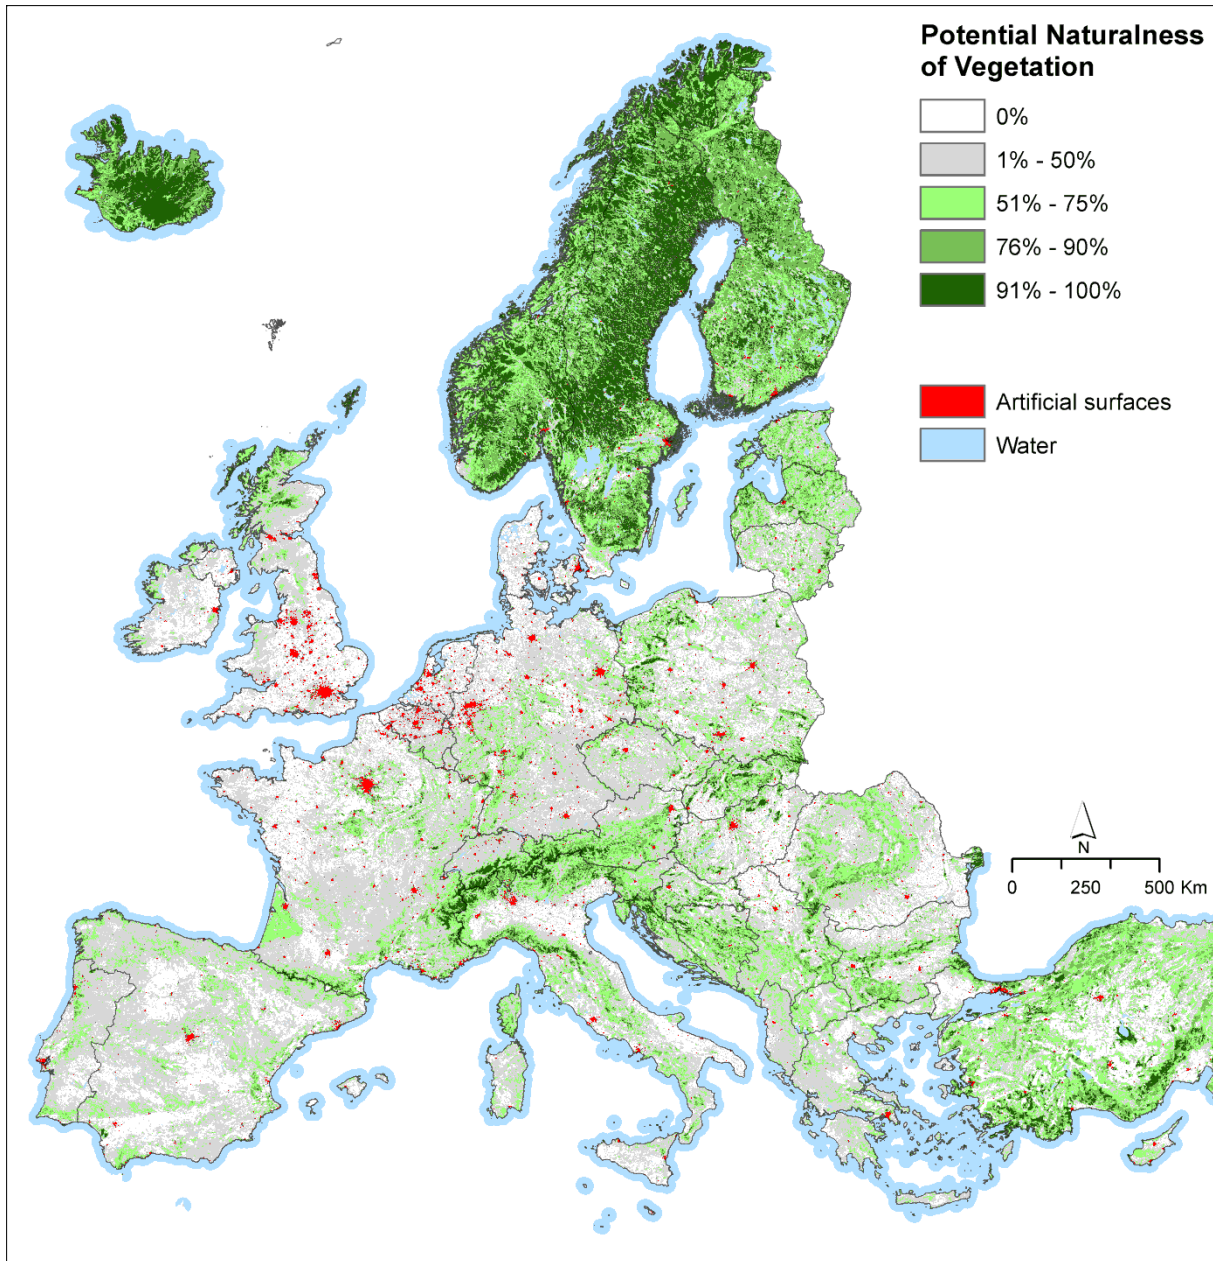 Potential Naturalness
of Vegetation
0%
1% - 50%
51% - 75%
76% - 90%
91% - 100%
Artificial surfaces
Water
N
0 250 500 Km